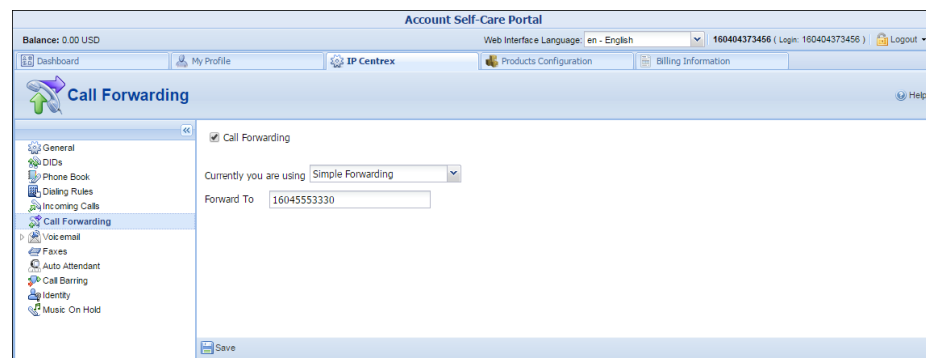 Account Self-Care Portal
Balance: 0.00 USD Web Interface Language: en - English 160404373456 ( Login: 160404373456 ) Logout
Dashboard My Profile IP Centrex Products Configuration Billing Information
Call Forwarding Help
General
DIDs
Phone Book
Dialing Rules
Incoming Calls
Call Forwarding
Voicemail
Faxes
Auto Attendant
Call Barring
Identity
Music On Hold
Call Forwarding
Currently you are using Simple Forwarding
Forward To 16045553330
Save